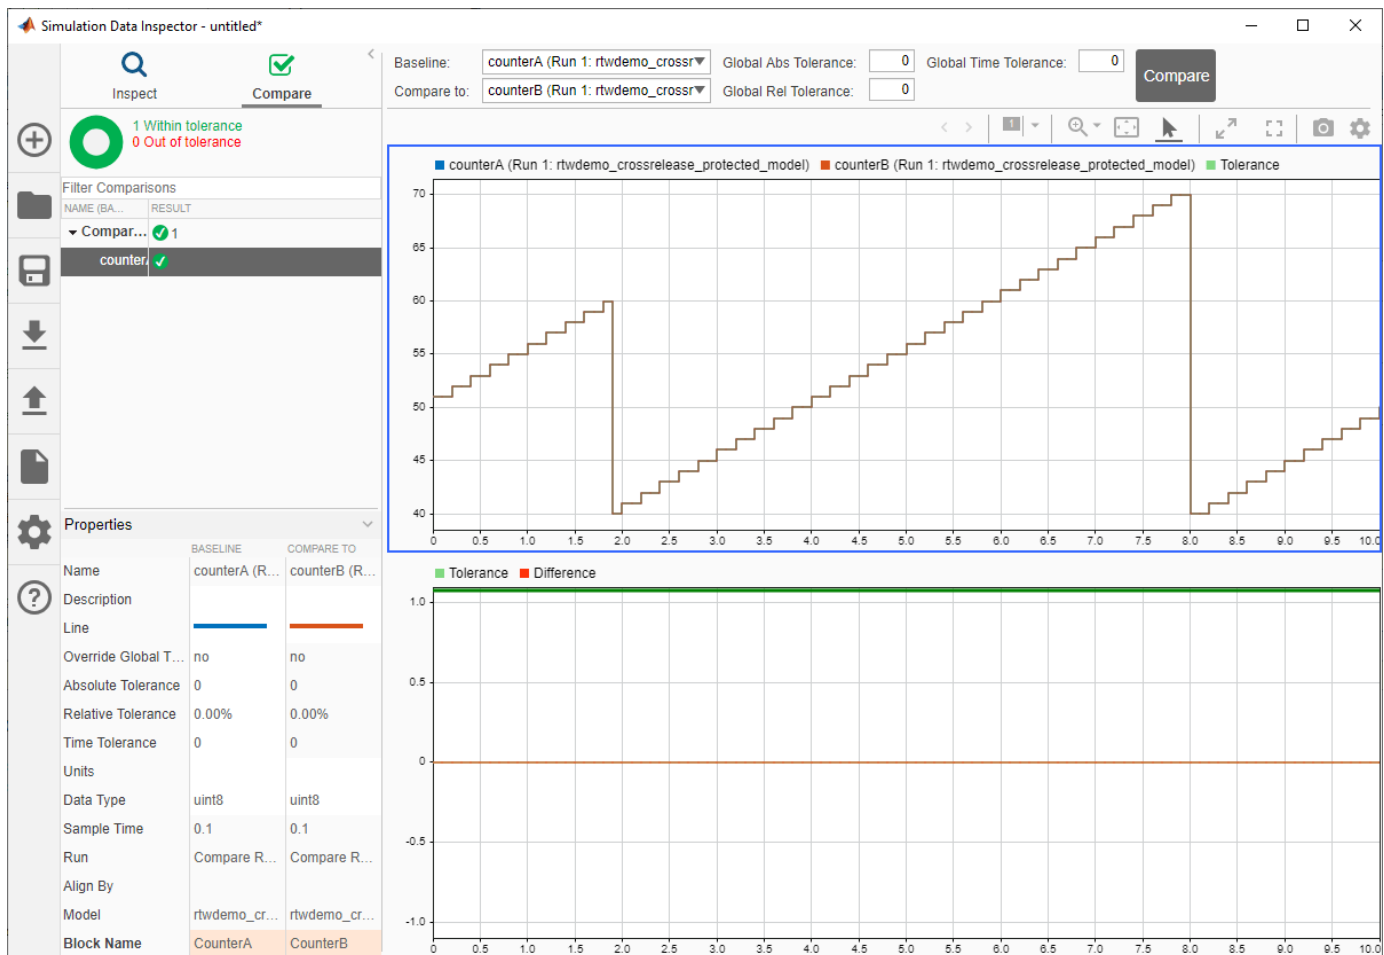 Simulation Data Inspector - untitled*
Inspect
Compare
Baseline: counterA (Run 1: rtwdemo_crossr Global Abs Tolerance: 0 Global Time Tolerance: 0
Compare to: counterB (Run 1: rtwdemo_crossr Global Rel Tolerance: 0
Compare
1 Within tolerance
0 Out of tolerance
Filter Comparisons
NAME (BA... RESULT
Compar... 1
counter
1
counterA (Run 1: rtwdemo_crossrelease_protected_model) counterB (Run 1: rtwdemo_crossrelease_protected_model) Tolerance
70
65
60
55
50
45
40
0 0.5 1.0 1.5 2.0 2.5 3.0 3.5 4.0 4.5 5.0 5.5 6.0 6.5 7.0 7.5 8.0 8.5 9.0 9.5 10.0
Properties
BASELINE COMPARE TO
Name counterA (R... counterB (R...
Description
Line
Override Global T... no no
Absolute Tolerance 0 0
Relative Tolerance 0.00% 0.00%
Time Tolerance 0 0
Units
Data Type uint8 uint8
Sample Time 0.1 0.1
Run Compare R... Compare R...
Align By
Model rtwdemo_cr... rtwdemo_cr...
Block Name CounterA CounterB
Tolerance Difference
1.0
0.5
0
-0.5
-1.0
0 0.5 1.0 1.5 2.0 2.5 3.0 3.5 4.0 4.5 5.0 5.5 6.0 6.5 7.0 7.5 8.0 8.5 9.0 9.5 10.0